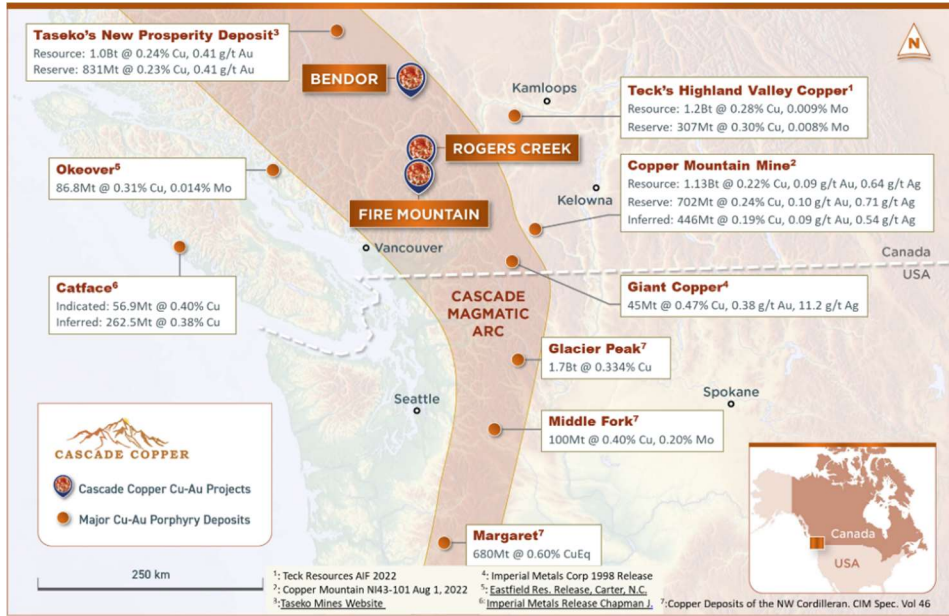 Taseko's New Prosperity Deposit³
Resource: 1.0Bt @ 0.24% Cu, 0.41 g/t Au
Reserve: 831Mt @ 0.23% Cu, 0.41 g/t Au
N
BENDOR
Kamloops
Teck's Highland Valley Copper¹
Resource: 1.2Bt @ 0.28% Cu, 0.009% Mo
Reserve: 307Mt @ 0.30% Cu, 0.008% Mo
ROGERS CREEK
Okeover⁵
86.8Mt @ 0.31% Cu, 0.014% Mo
Copper Mountain Mine²
Resource: 1.13Bt @ 0.22% Cu, 0.09 g/t Au, 0.64 g/t Ag
Reserve: 702Mt @ 0.24% Cu, 0.10 g/t Au, 0.71 g/t Ag
Inferred: 446Mt @ 0.19% Cu, 0.09 g/t Au, 0.54 g/t Ag
Kelowna
FIRE MOUNTAIN
Vancouver
Canada
USA
Catface⁶
Indicated: 56.9Mt @ 0.40% Cu
Inferred: 262.5Mt @ 0.38% Cu
Giant Copper⁴
45Mt @ 0.47% Cu, 0.38 g/t Au, 11.2 g/t Ag
CASCADE
MAGMATIC
ARC
Glacier Peak⁷
1.7Bt @ 0.334% Cu
Seattle
Spokane
Middle Fork⁷
100Mt @ 0.40% Cu, 0.20% Mo
CASCADE COPPER
Cascade Copper Cu-Au Projects
Major Cu-Au Porphyry Deposits
Canada
USA
Margaret⁷
680Mt @ 0.60% CuEq
250 km
¹: Teck Resources AIF 2022
²: Copper Mountain NI43-101 Aug 1, 2022
³:Taseko Mines Website
⁴: Imperial Metals Corp 1998 Release
⁵: Eastfield Res. Release, Carter, N.C.
⁶: Imperial Metals Release Chapman J.
⁷:Copper Deposits of the NW Cordilleran. CIM Spec. Vol 46